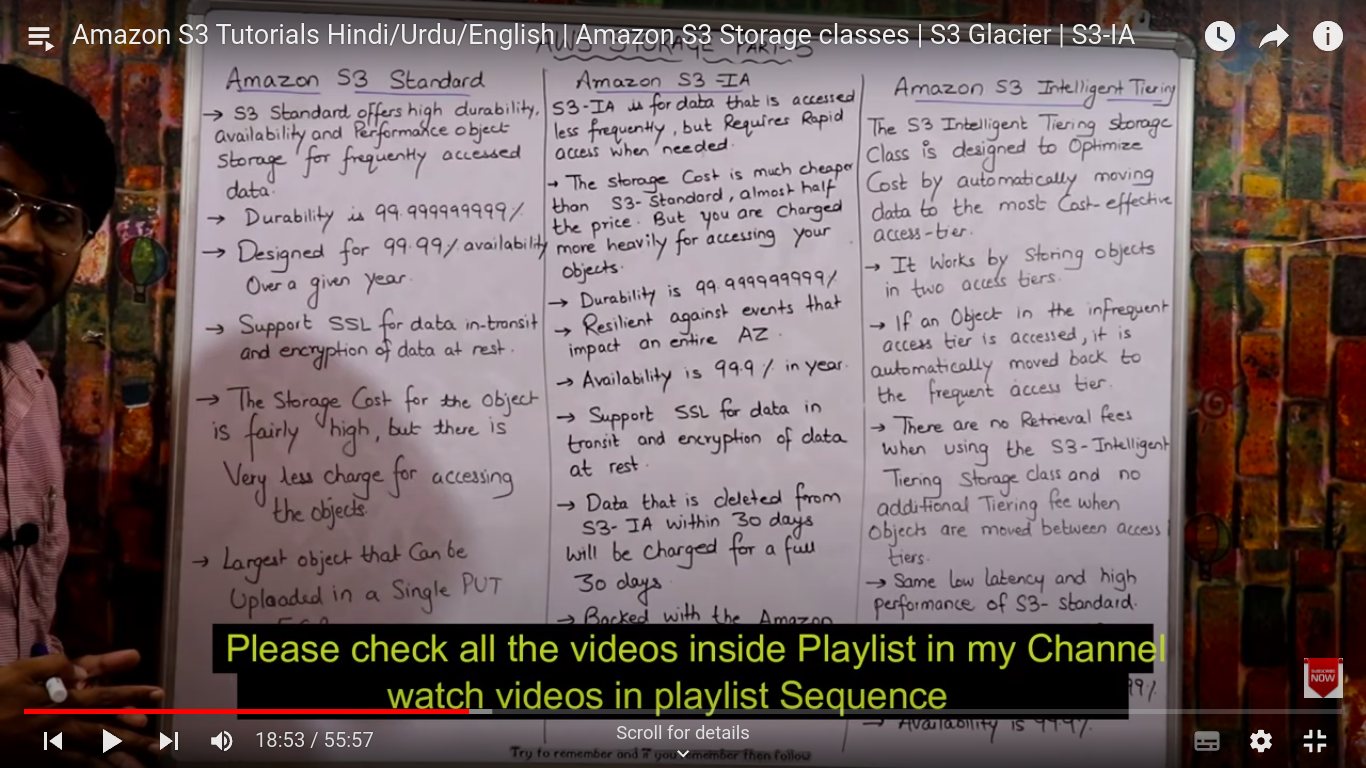 Amazon S3 Tutorials Hindi/Urdu/English | Amazon S3 Storage classes | S3 Glacier | S3-IA
AWS STORAGE PART-3
Amazon S3 Standard
→ S3 Standard offers high durability,
availability and Performance object
Storage for frequently accessed
data.
→ Durability is 99.999999999%
→ Designed for 99.99% availability
Over a given year.
→ Support SSL for data in-transit
and encryption of data at rest.
→ The Storage Cost for the object
is fairly high, but there is
Very less charge for accessing
the objects.
→ Largest object that Can be
Uploaded in a Single PUT
Amazon S3-IA
S3-IA is for data that is accessed
less frequently, but Requires Rapid
access when needed.
→ The storage Cost is much cheaper
than S3-Standard, almost half
the price. But you are charged
more heavily for accessing your
objects.
→ Durability is 99.999999999%
→ Resilient against events that
impact an entire AZ.
→ Availability is 99.9% in year.
→ Support SSL for data in
transit and encryption of data
at rest.
→ Data that is deleted from
S3-IA within 30 days
will be charged for a full
30 days.
→ Backed with the Amazon
Amazon S3 Intelligent Tiering
The S3 Intelligent Tiering storage
Class is designed to Optimize
Cost by automatically moving
data to the most Cost-effective
access-tier.
→ It Works by Storing objects
in two access tiers.
→ If an Object in the infrequent
access tier is accessed, it is
automatically moved back to
the frequent access tier.
→ There are no Retrieval fees
when using the S3-Intelligent
Tiering Storage class and no
additional Tiering fee when
Objects are moved between access
tiers.
→ Same low latency and high
performance of S3-standard.
99%
→ Availability is 99.9%.
Please check all the videos inside Playlist in my Channel
watch videos in playlist Sequence
SUBSCRIBE
NOW
18:53 / 55:57
Scroll for details
Try to remember and if you remember then follow